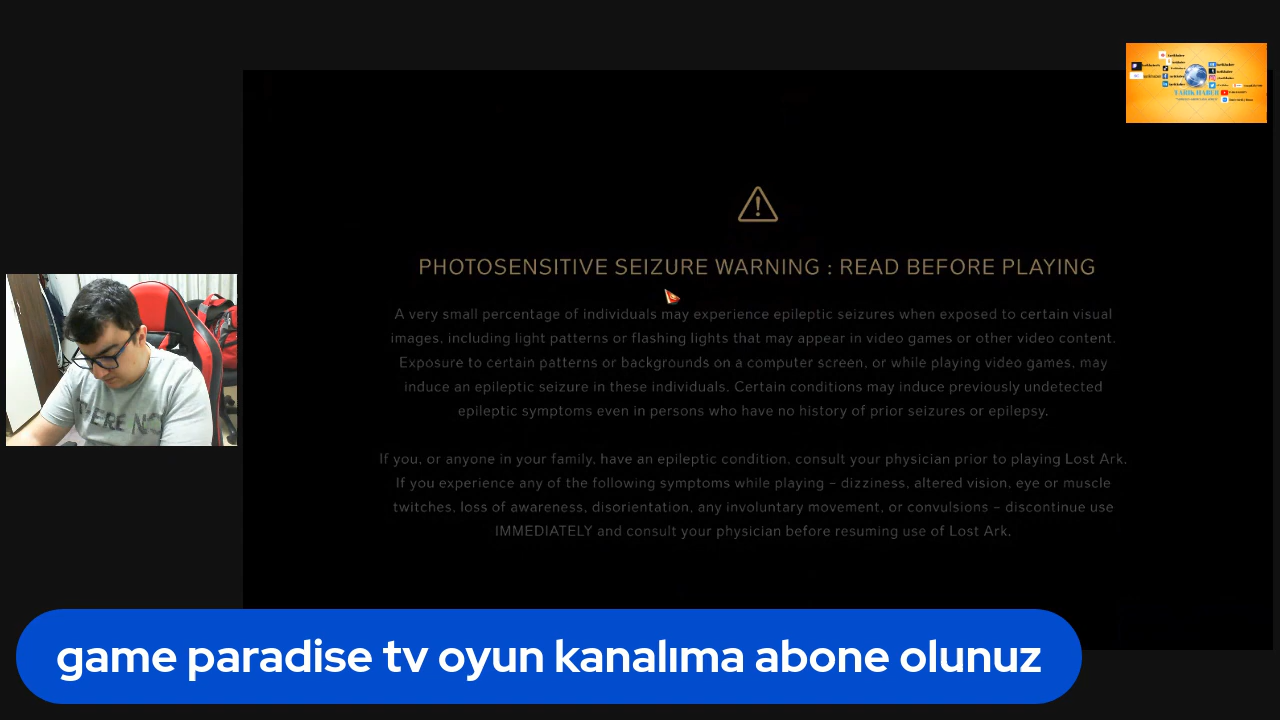 PHOTOSENSITIVE SEIZURE WARNING : READ BEFORE PLAYING
A very small percentage of individuals may experience epileptic seizures when exposed to certain visual
images, including light patterns or flashing lights that may appear in video games or other video content.
Exposure to certain patterns or backgrounds on a computer screen, or while playing video games, may
induce an epileptic seizure in these individuals. Certain conditions may induce previously undetected
epileptic symptoms even in persons who have no history of prior seizures or epilepsy.
If you, or anyone in your family, have an epileptic condition, consult your physician prior to playing Lost Ark.
If you experience any of the following symptoms while playing – dizziness, altered vision, eye or muscle
twitches, loss of awareness, disorientation, any involuntary movement, or convulsions – discontinue use
IMMEDIATELY and consult your physician before resuming use of Lost Ark.
TARIK HABER
THERE NO
game paradise tv oyun kanalıma abone olunuz